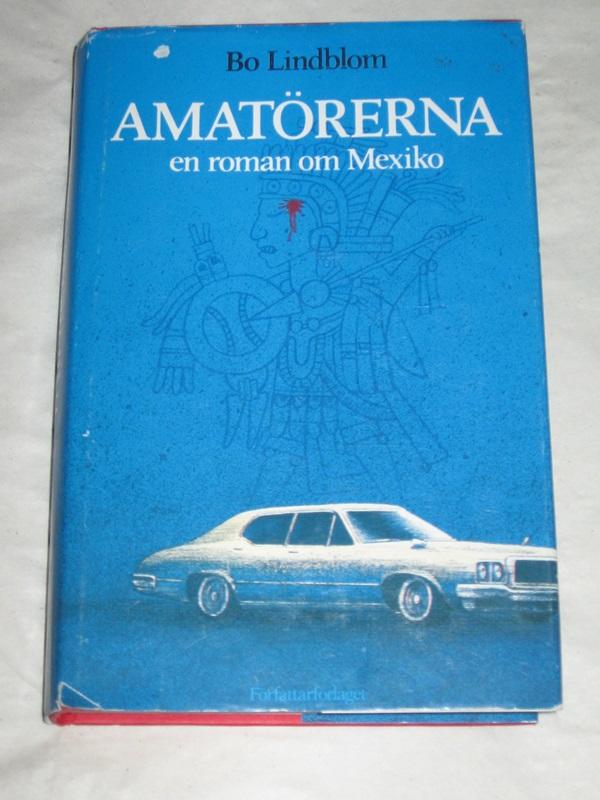 Bo Lindblom
AMATÖRERNA
en roman om Mexiko
Författarförlaget